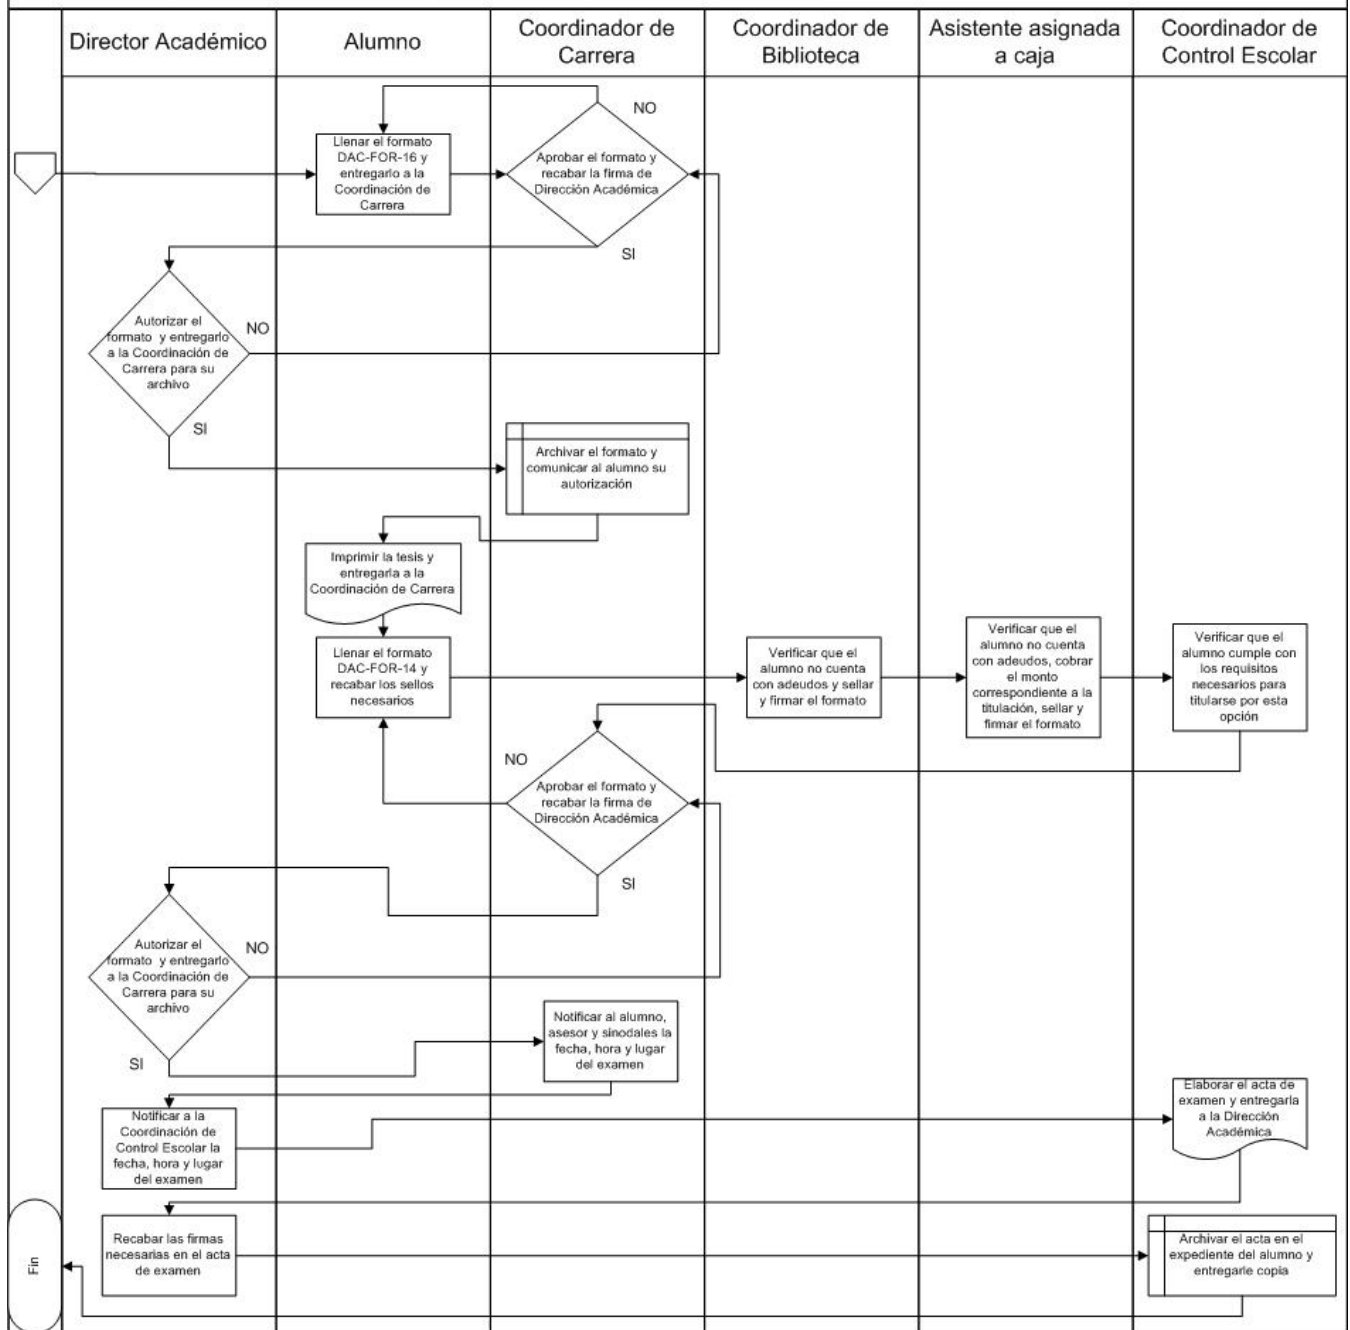 Director Académico
Alumno
Coordinador de
Carrera
Coordinador de
Biblioteca
Asistente asignada
a caja
Coordinador de
Control Escolar
NO
Llenar el formato
DAC-FOR-16 y
entregarlo a la
Coordinación de
Carrera
Aprobar el formato y
recabar la firma de
Dirección Académica
SI
Autorizar el
formato y entregarlo
a la Coordinación de
Carrera para su
archivo
NO
SI
Archivar el formato y
comunicar al alumno su
autorización
Imprimir la tesis y
entregarla a la
Coordinación de Carrera
Llenar el formato
DAC-FOR-14 y
recabar los sellos
necesarios
Verificar que el
alumno no cuenta
con adeudos y sellar
y firmar el formato
Verificar que el
alumno no cuenta
con adeudos, cobrar
el monto
correspondiente a la
titulación, sellar y
firmar el formato
Verificar que el
alumno cumple con
los requisitos
necesarios para
titularse por esta
opción
NO
Aprobar el formato y
recabar la firma de
Dirección Académica
SI
Autorizar el
formato y entregarlo
a la Coordinación de
Carrera para su
archivo
NO
SI
Notificar al alumno,
asesor y sinodales la
fecha, hora y lugar
del examen
Notificar a la
Coordinación de
Control Escolar la
fecha, hora y lugar
del examen
Elaborar el acta de
examen y entregarla
a la Dirección
Académica
Recabar las firmas
necesarias en el acta
de examen
Archivar el acta en el
expediente del alumno y
entregarle copia
Fin